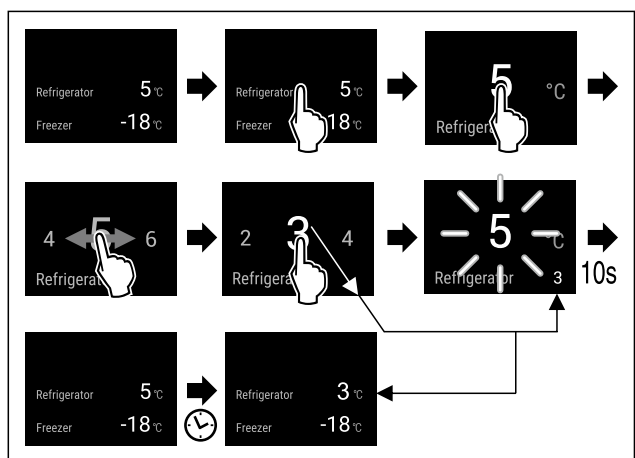 Refrigerator 5 °C
Freezer -18 °C
Refrigerator 5 °C
Freezer 18 °C
5 °C
Refrigera
4 5 6
Refrigerat
2 3 4
Refrigera
5 °C
Refrigerator 3
10s
Refrigerator 5 °C
Freezer -18 °C
Refrigerator 3 °C
Freezer -18 °C